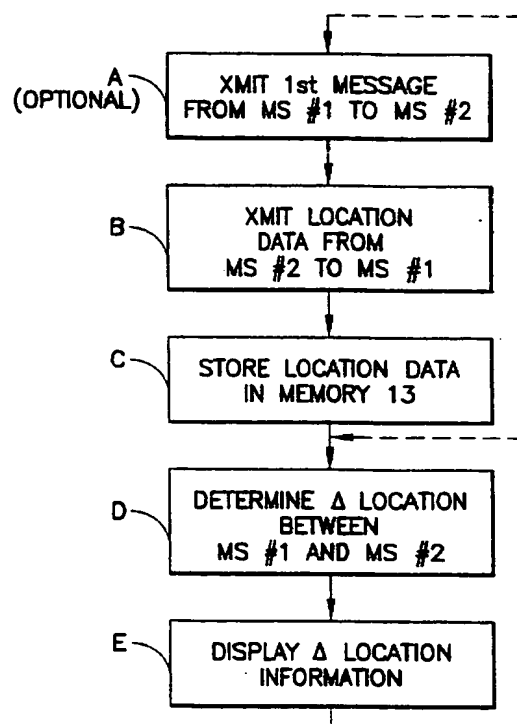 A
(OPTIONAL)
XMIT 1st MESSAGE
FROM MS #1 TO MS #2
B
XMIT LOCATION
DATA FROM
MS #2 TO MS #1
C
STORE LOCATION DATA
IN MEMORY 13
D
DETERMINE Δ LOCATION
BETWEEN
MS #1 AND MS #2
E
DISPLAY Δ LOCATION
INFORMATION